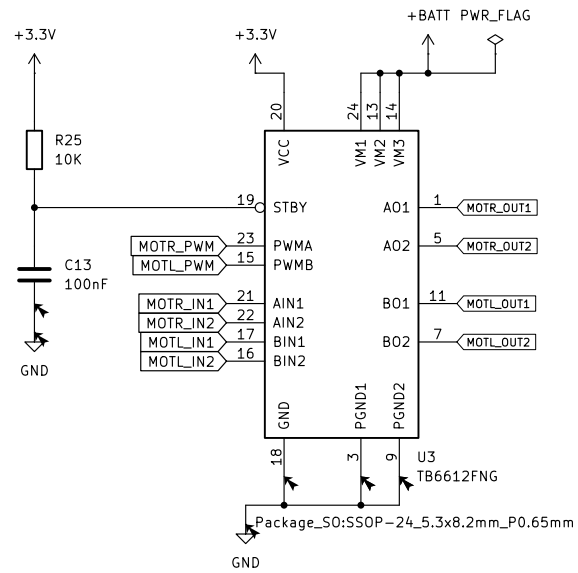 +BATT PWR_FLAG
+3.3V
+3.3V
20
24
13
14
VCC
VM1
VM2
VM3
R25
10K
19
STBY
AO1
1
MOTR_OUT1
MOTR_PWM
23
PWMA
AO2
5
MOTR_OUT2
MOTL_PWM
15
PWMB
C13
100nF
MOTR_IN1
21
AIN1
BO1
11
MOTL_OUT1
MOTR_IN2
22
AIN2
MOTL_IN1
17
BIN1
BO2
7
MOTL_OUT2
MOTL_IN2
16
BIN2
GND
GND
PGND1
PGND2
18
3
9
U3
TB6612FNG
Package_SO:SSOP-24_5.3x8.2mm_P0.65mm
GND